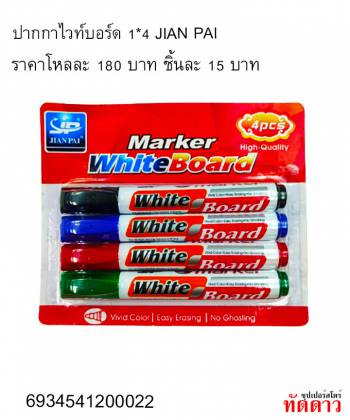 ปากกาไวท์บอร์ด 1*4 JIAN PAI
ราคาโหลละ 180 บาท ชิ้นละ 15 บาท
JP
JIANPAI
Marker
WhiteBoard
4pcs
High-Quality
White Board
White Board
White Board
White Board
Vivid Color | Easy Erasing | No Ghosting
6934541200022
ซุปเปอร์สโตร์
ทัดดาว